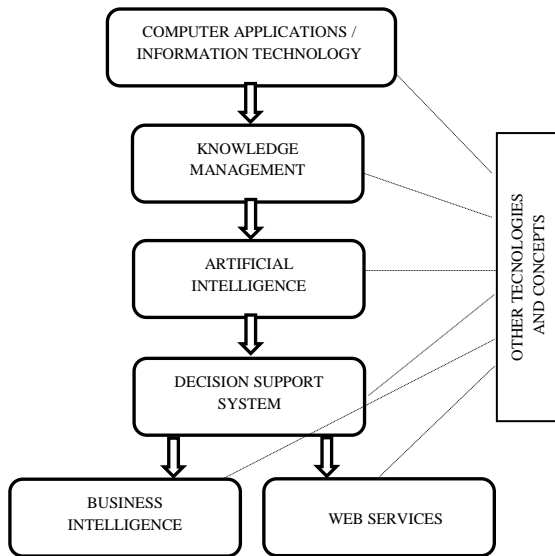 COMPUTER APPLICATIONS /
INFORMATION TECHNOLOGY
KNOWLEDGE
MANAGEMENT
ARTIFICIAL
INTELLIGENCE
DECISION SUPPORT
SYSTEM
BUSINESS
INTELLIGENCE
WEB SERVICES
OTHER TECNOLOGIES
AND CONCEPTS